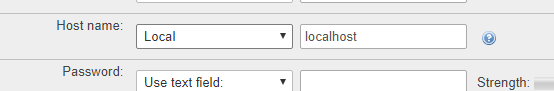 Host name: Local localhost
Password: Use text field: Strength: